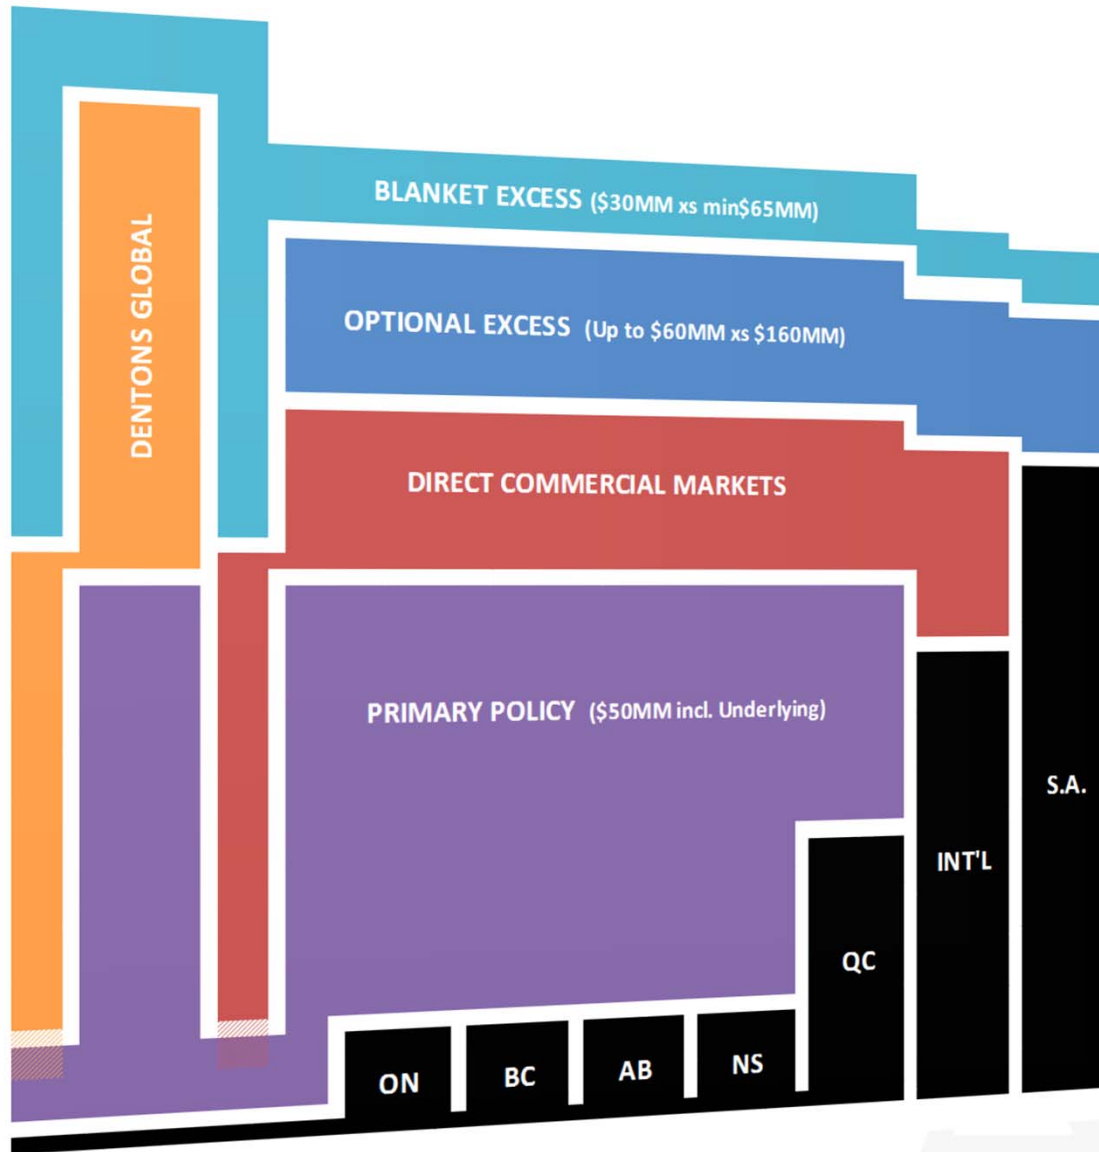 BLANKET EXCESS ($30MM xs min$65MM)
DENTONS GLOBAL
OPTIONAL EXCESS (Up to $60MM xs $160MM)
DIRECT COMMERCIAL MARKETS
PRIMARY POLICY ($50MM incl. Underlying)
S.A.
INT'L
QC
ON
BC
AB
NS